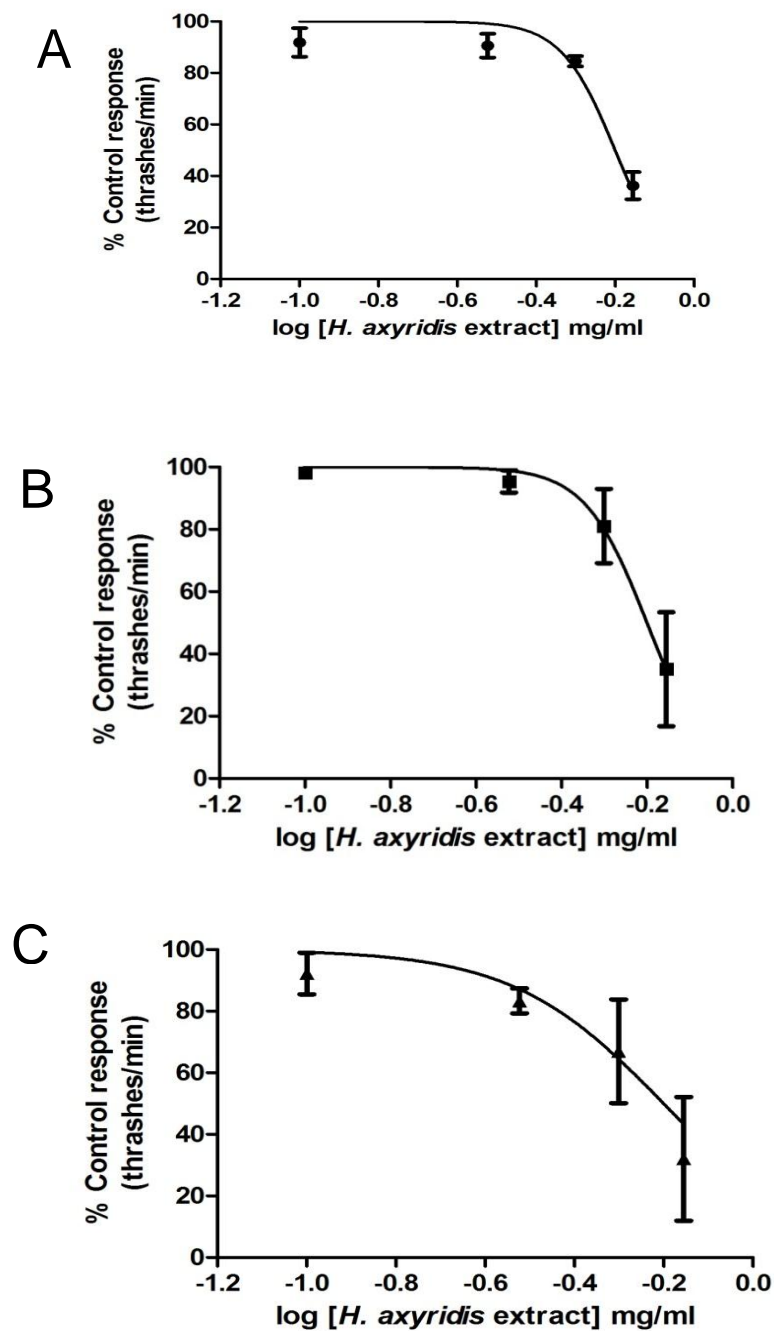 A
% Control response
(thrashes/min)
100
80
60
40
20
0
-1.2 -1.0 -0.8 -0.6 -0.4 -0.2 0.0
log [H. axyridis extract] mg/ml
B
% Control response
(thrashes/min)
100
80
60
40
20
0
-1.2 -1.0 -0.8 -0.6 -0.4 -0.2 0.0
log [H. axyridis extract] mg/ml
C
% Control response
(thrashes/min)
100
80
60
40
20
0
-1.2 -1.0 -0.8 -0.6 -0.4 -0.2 0.0
log [H. axyridis extract] mg/ml